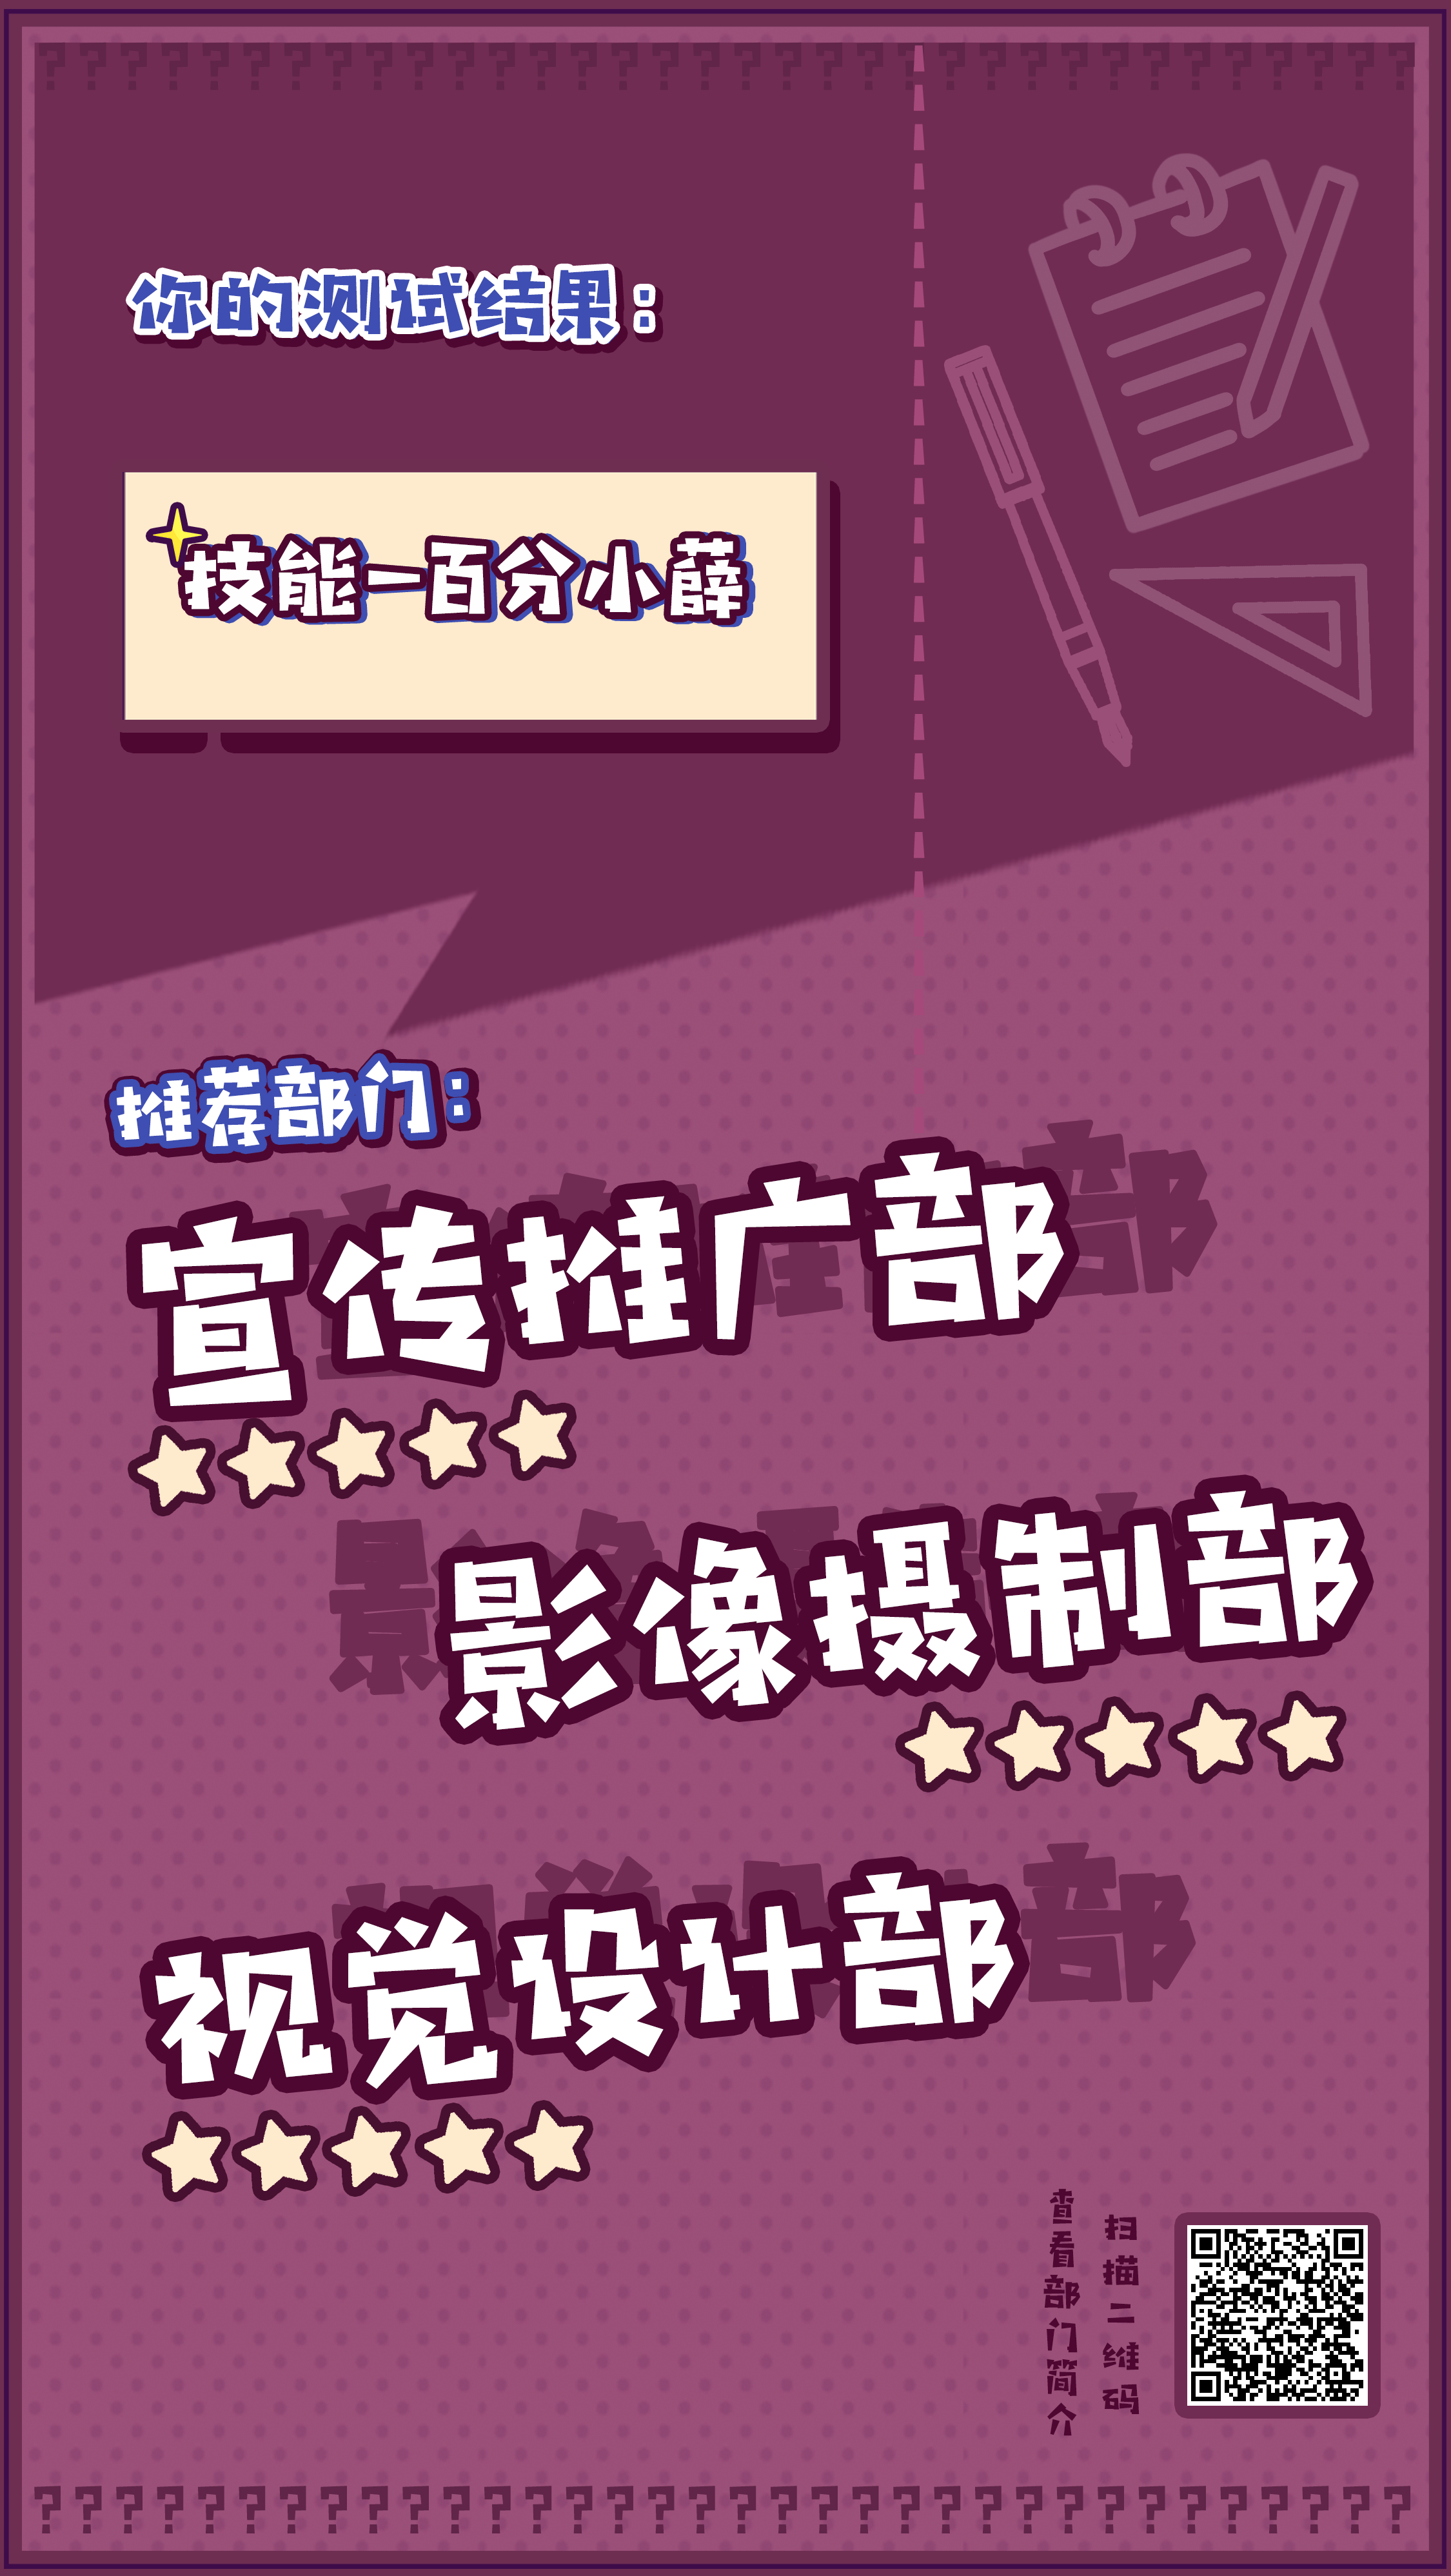 你的测试结果：
技能一百分小薛
推荐部门：
宣传推广部
影像摄制部
视觉设计部
扫描二维码
查看部门简介